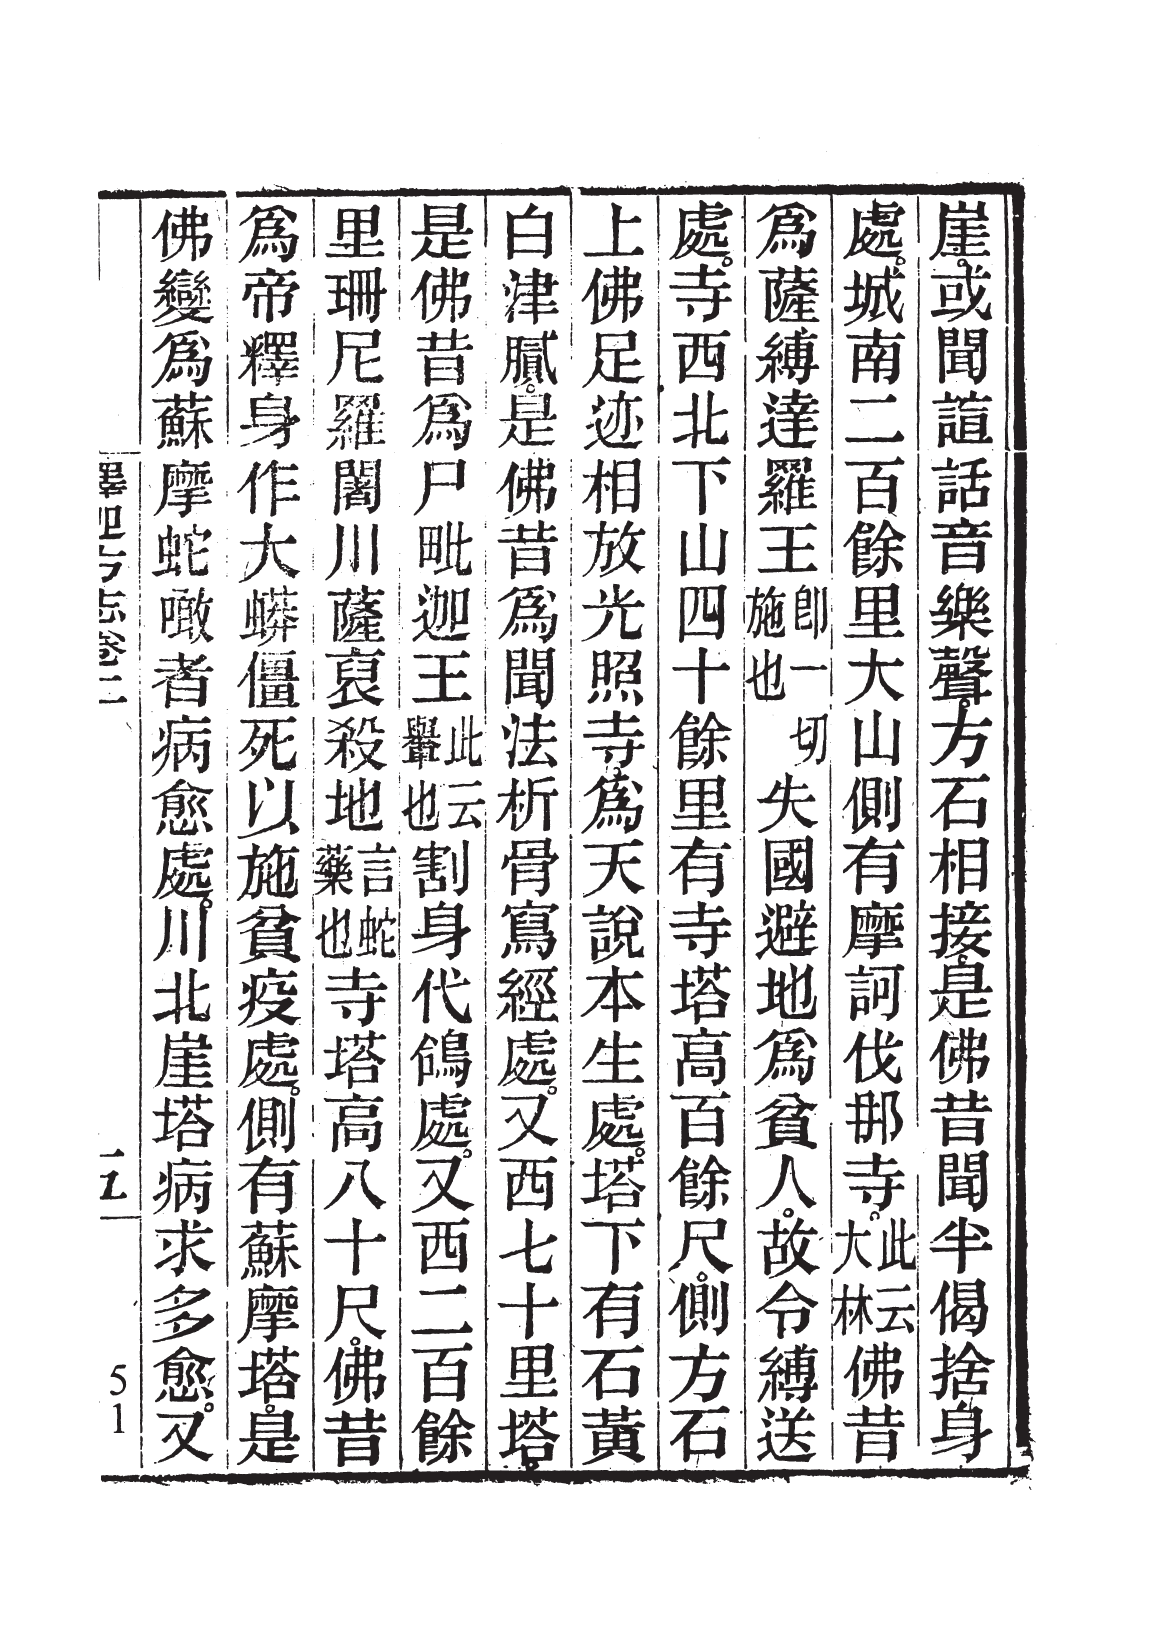 崖。或聞諠話音樂聲。方石相接。是佛昔聞半偈捨身
處。城南二百餘里大山側有摩訶伐那寺。此云大林佛昔
爲薩縛達羅王卽一切施也失國避地爲貧人。故令縛送
處。寺西北下山四十餘里有寺塔高百餘尺。側方石
上佛足迹相放光照寺。爲天說本生處。塔下有石黃
白津膩。是佛昔爲聞法析骨寫經處。又西七十里塔。
是佛昔爲尸毗迦王此云轝也割身代鴿處。又西二百餘
里珊尼羅闍川薩裒殺地言蛇藥也寺塔高八十尺。佛昔
爲帝釋身作大蟒僵死以施貧疫處。側有蘇摩塔。是
佛變爲蘇摩蛇噉者病愈處。川北崖塔病求多愈。又
釋迦方志卷二
五
51